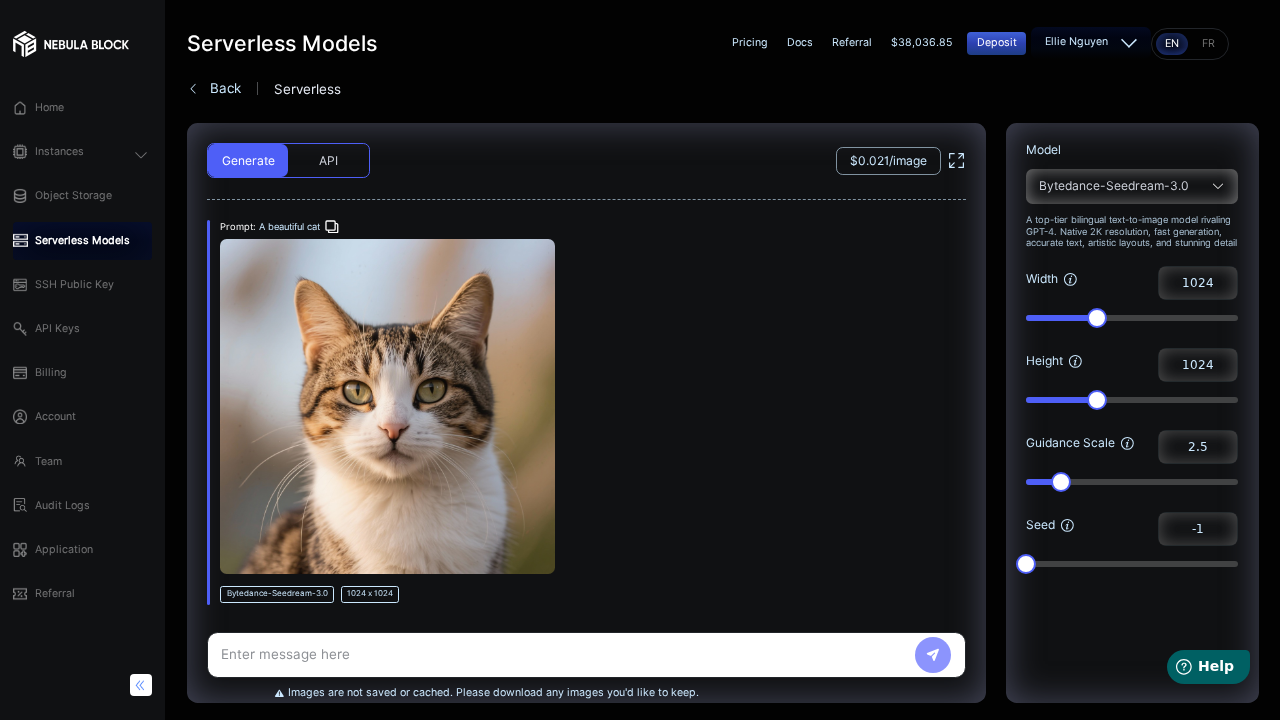 NEBULA BLOCK
Home
Instances
Object Storage
Serverless Models
SSH Public Key
API Keys
Billing
Account
Team
Audit Logs
Application
Referral
Serverless Models
Pricing
Docs
Referral
$38,036.85
Deposit
Ellie Nguyen
EN
FR
Back
Serverless
Generate
API
$0.021/image
Prompt: A beautiful cat
Bytedance-Seedream-3.0
1024 x 1024
Enter message here
Images are not saved or cached. Please download any images you'd like to keep.
Model
Bytedance-Seedream-3.0
A top-tier bilingual text-to-image model rivaling
GPT-4. Native 2K resolution, fast generation,
accurate text, artistic layouts, and stunning detail
Width
1024
Height
1024
Guidance Scale
2.5
Seed
-1
Help